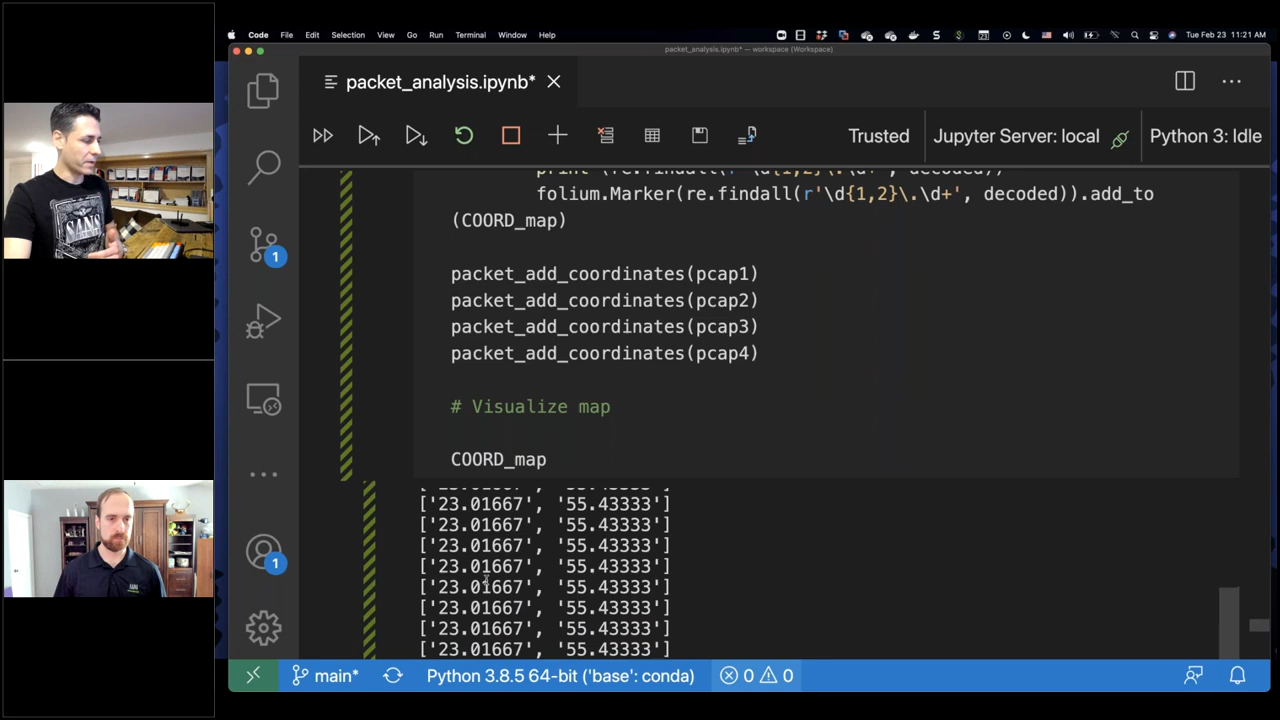 Code File Edit Selection View Go Run Terminal Window Help Tue Feb 23 11:21 AM
packet_analysis.ipynb* — workspace (Workspace)
packet_analysis.ipynb*
Trusted Jupyter Server: local Python 3: Idle
folium.Marker(re.findall(r'\d{1,2}\.\d+', decoded)).add_to
(COORD_map)
packet_add_coordinates(pcap1)
packet_add_coordinates(pcap2)
packet_add_coordinates(pcap3)
packet_add_coordinates(pcap4)
# Visualize map
COORD_map
['23.01667', '55.43333']
['23.01667', '55.43333']
['23.01667', '55.43333']
['23.01667', '55.43333']
['23.01667', '55.43333']
['23.01667', '55.43333']
['23.01667', '55.43333']
['23.01667', '55.43333']
main* Python 3.8.5 64-bit ('base': conda) 0 0
1
1
SANS